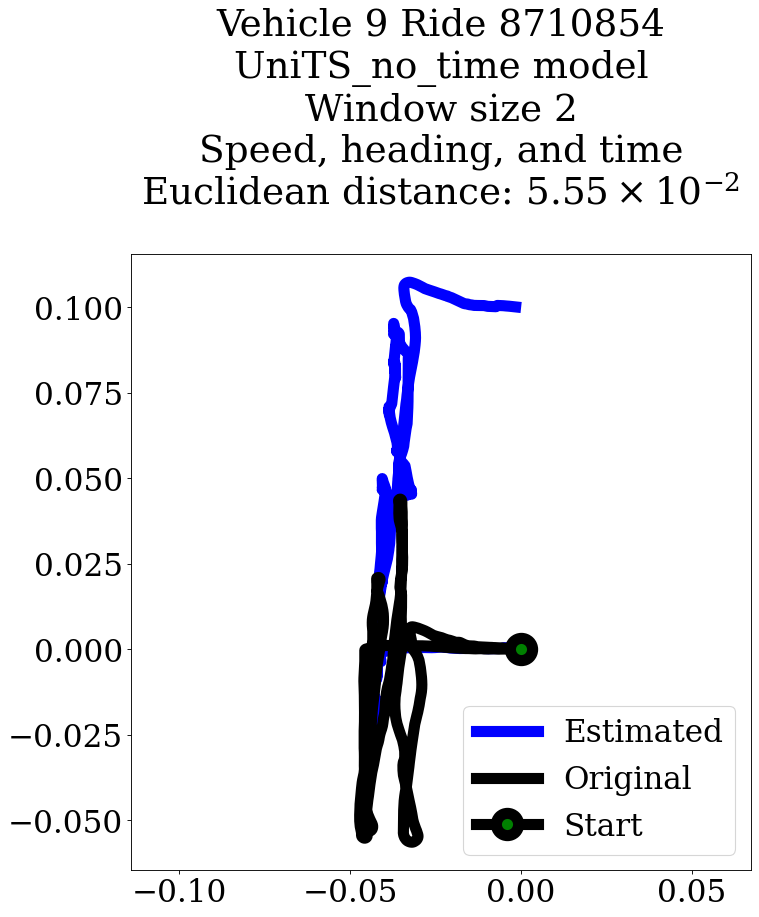 Vehicle 9 Ride 8710854
UniTS_no_time model
Window size 2
Speed, heading, and time
Euclidean distance: 5.55 × 10⁻²
0.100
0.075
0.050
0.025
0.000
−0.025
−0.050
−0.10
−0.05
0.00
0.05
Estimated
Original
Start